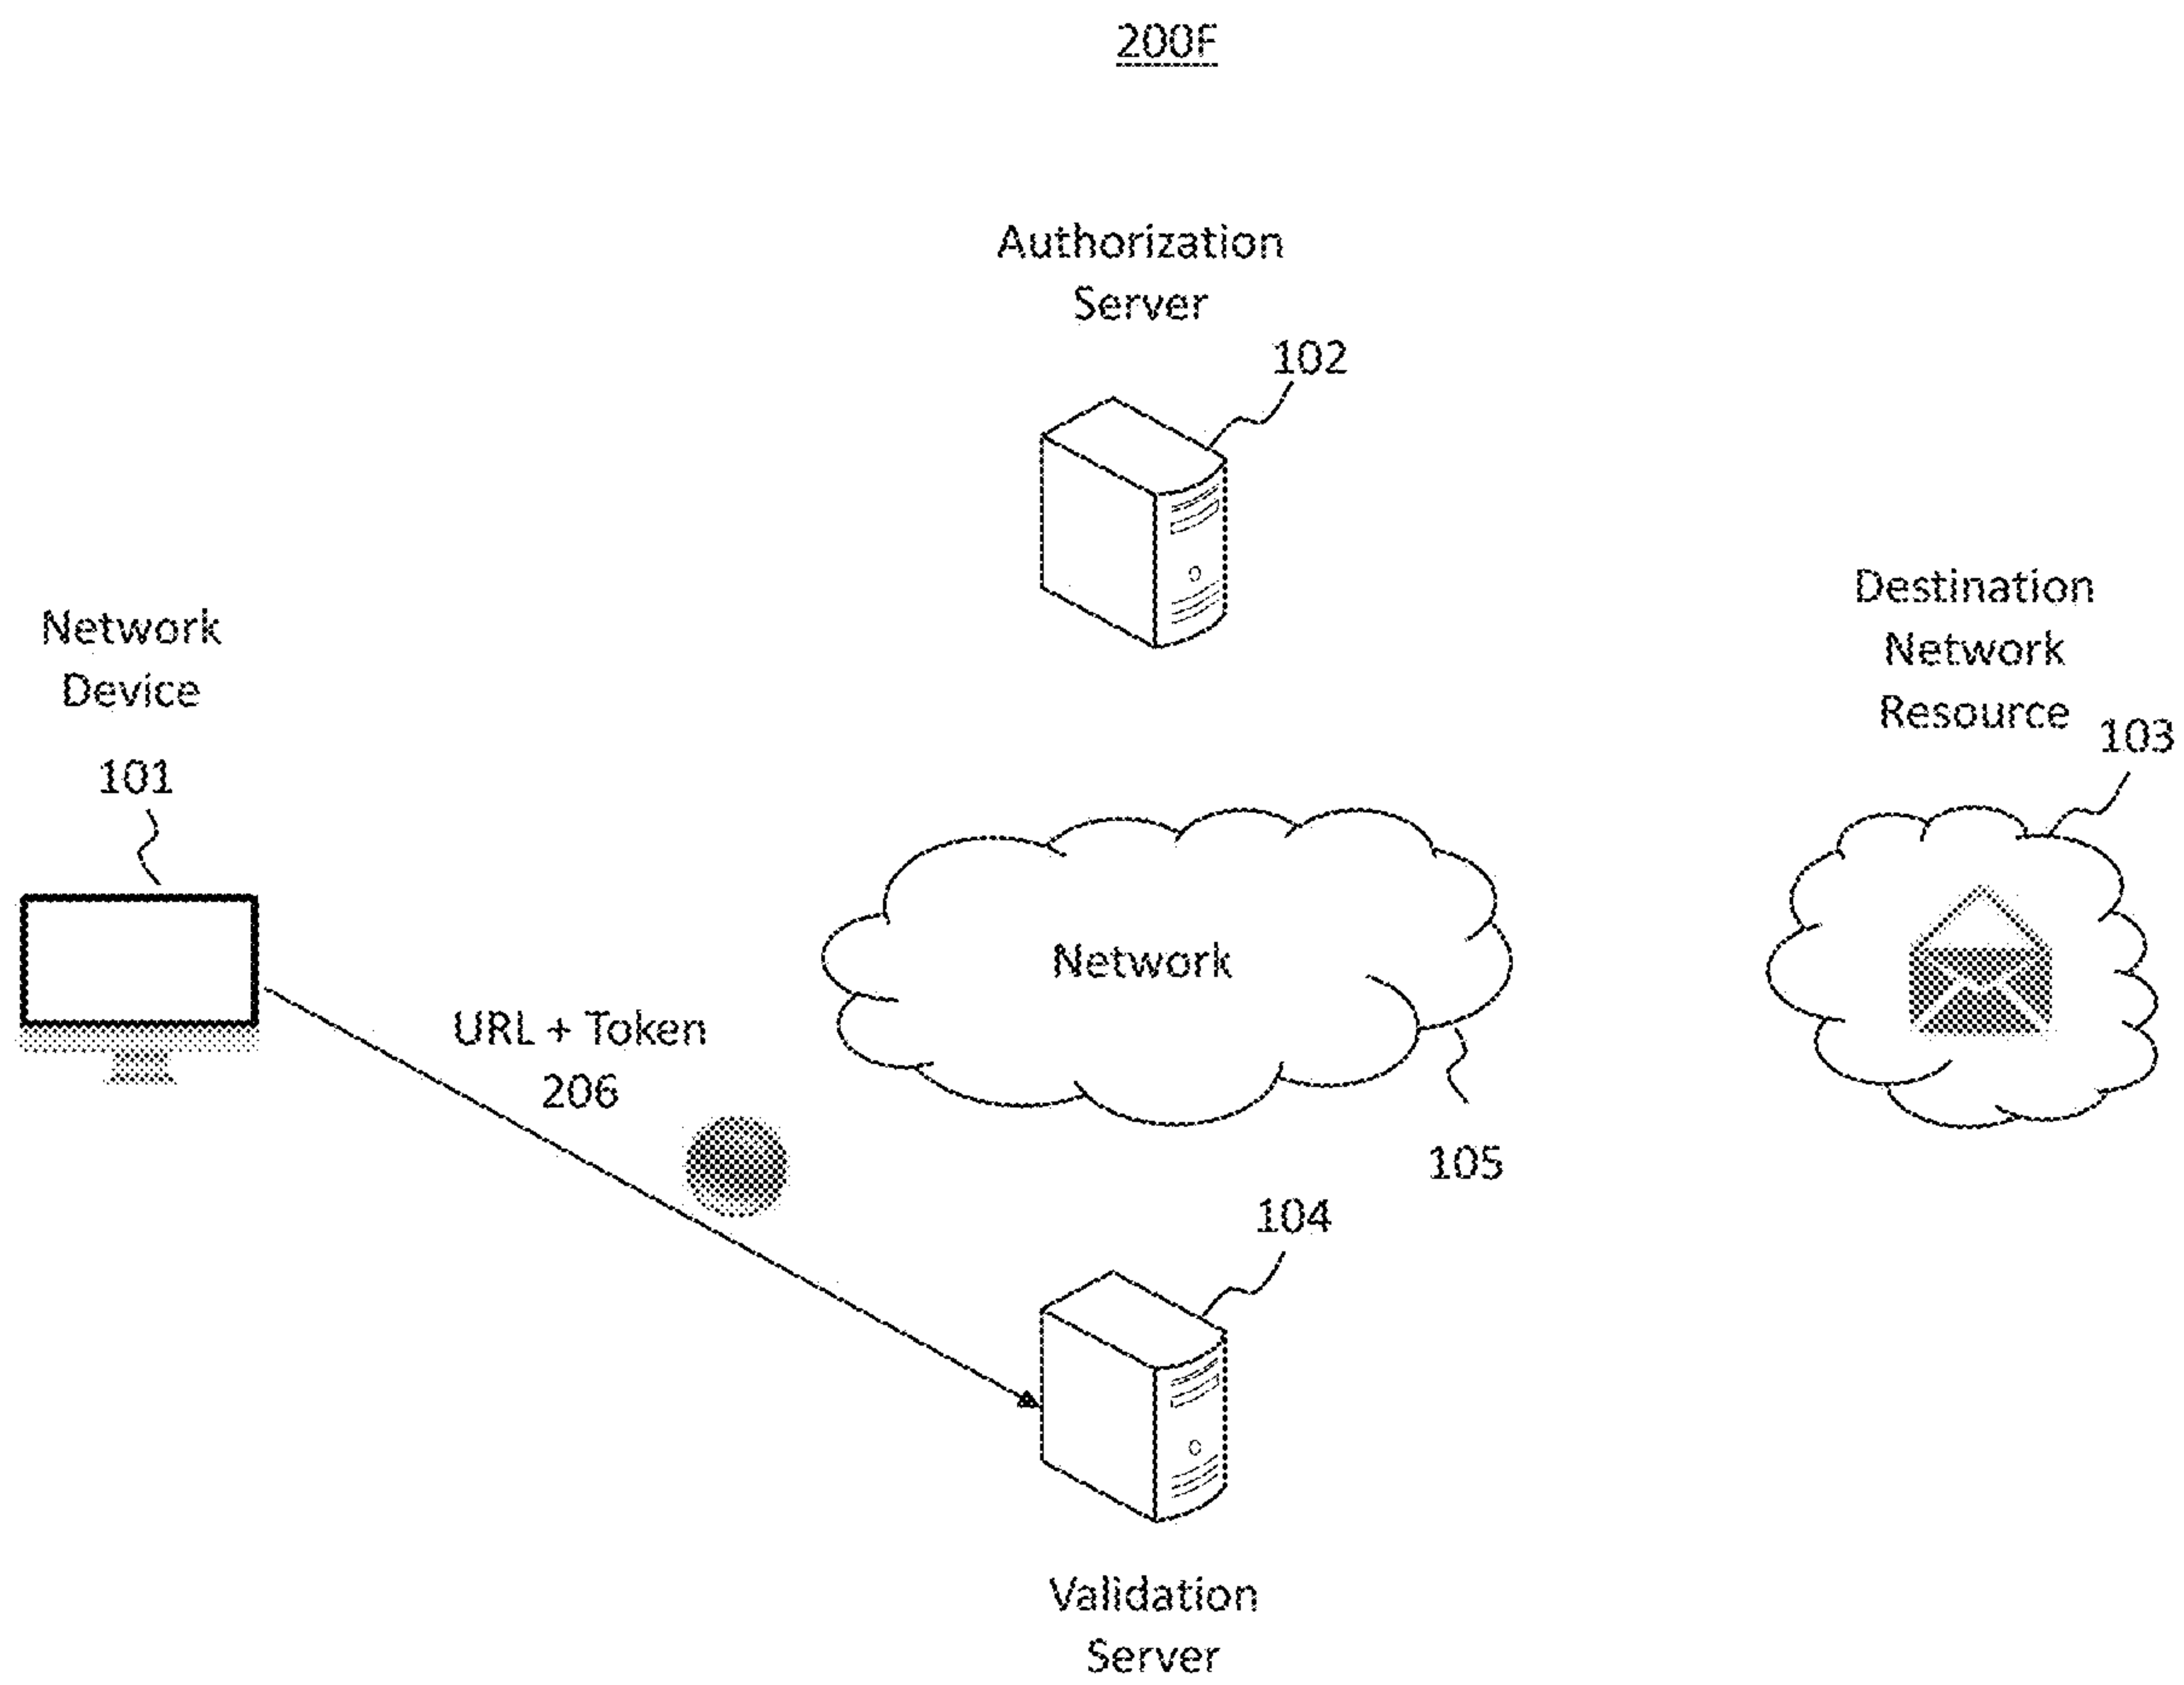 200F
Authorization
Server
102
Network
Device
101
Destination
Network
Resource
103
Network
URL + Token
206
105
104
Validation
Server